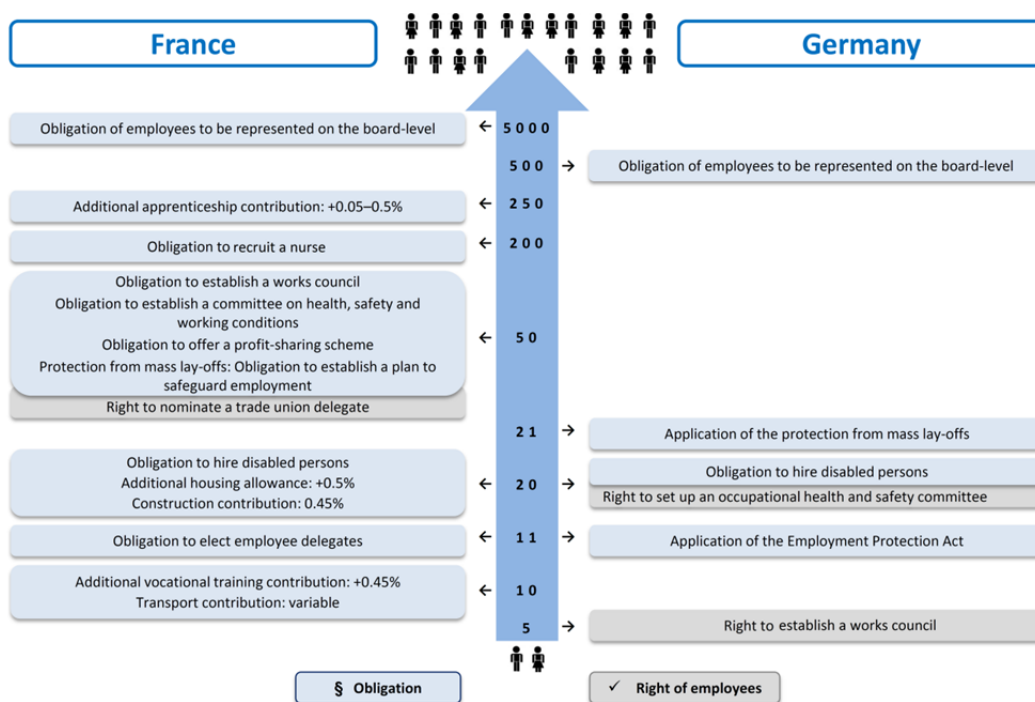 France
Germany
Obligation of employees to be represented on the board-level
← 5000
500 →
Obligation of employees to be represented on the board-level
Additional apprenticeship contribution: +0.05–0.5%
← 250
Obligation to recruit a nurse
← 200
Obligation to establish a works council
Obligation to establish a committee on health, safety and
working conditions
Obligation to offer a profit-sharing scheme
Protection from mass lay-offs: Obligation to establish a plan to
safeguard employment
Right to nominate a trade union delegate
← 50
21 →
Application of the protection from mass lay-offs
Obligation to hire disabled persons
Additional housing allowance: +0.5%
Construction contribution: 0.45%
← 20 →
Obligation to hire disabled persons
Right to set up an occupational health and safety committee
Obligation to elect employee delegates
← 11 →
Application of the Employment Protection Act
Additional vocational training contribution: +0.45%
Transport contribution: variable
← 10
5 →
Right to establish a works council
§ Obligation
✓ Right of employees